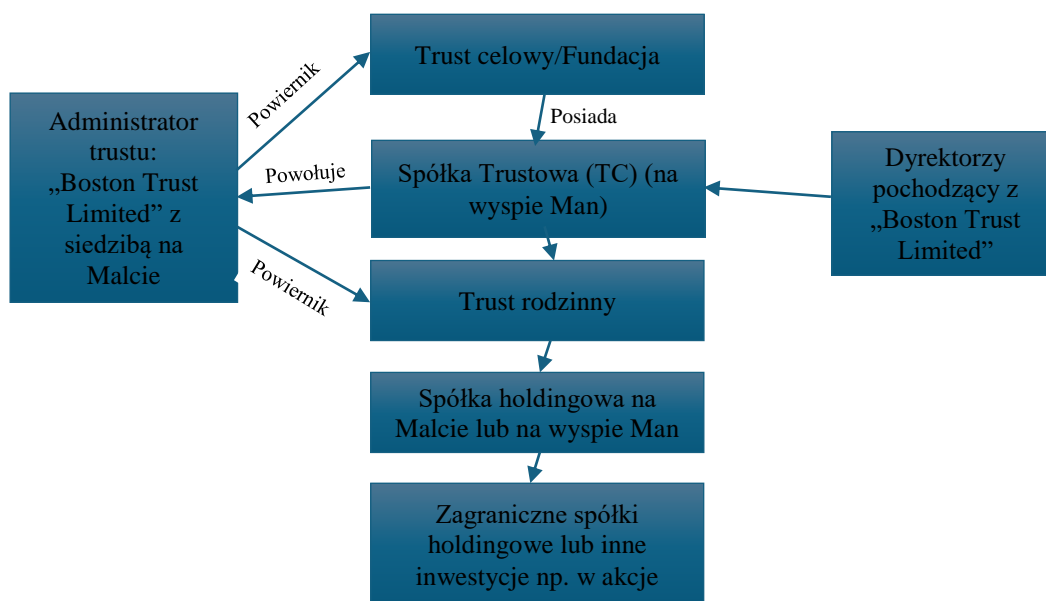 Trust celowy/Fundacja
Powiernik
Posiada
Administrator
trustu:
„Boston Trust
Limited” z
siedzibą na
Malcie
Powołuje
Spółka Trustowa (TC) (na
wyspie Man)
Dyrektorzy
pochodzący z
„Boston Trust
Limited”
Powiernik
Trust rodzinny
Spółka holdingowa na
Malcie lub na wyspie Man
Zagraniczne spółki
holdingowe lub inne
inwestycje np. w akcje